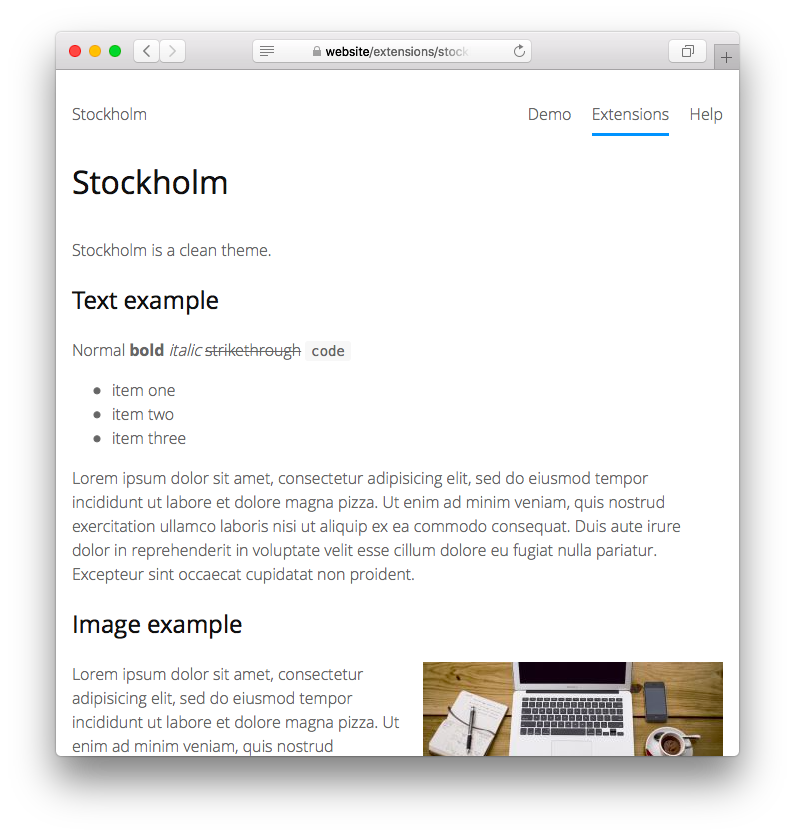 website/extensions/stock
Stockholm
Demo Extensions Help
Stockholm
Stockholm is a clean theme.
Text example
Normal bold italic strikethrough code
item one
item two
item three
Lorem ipsum dolor sit amet, consectetur adipisicing elit, sed do eiusmod tempor
incididunt ut labore et dolore magna pizza. Ut enim ad minim veniam, quis nostrud
exercitation ullamco laboris nisi ut aliquip ex ea commodo consequat. Duis aute irure
dolor in reprehenderit in voluptate velit esse cillum dolore eu fugiat nulla pariatur.
Excepteur sint occaecat cupidatat non proident.
Image example
Lorem ipsum dolor sit amet, consectetur
adipisicing elit, sed do eiusmod tempor
incididunt ut labore et dolore magna pizza. Ut
enim ad minim veniam, quis nostrud